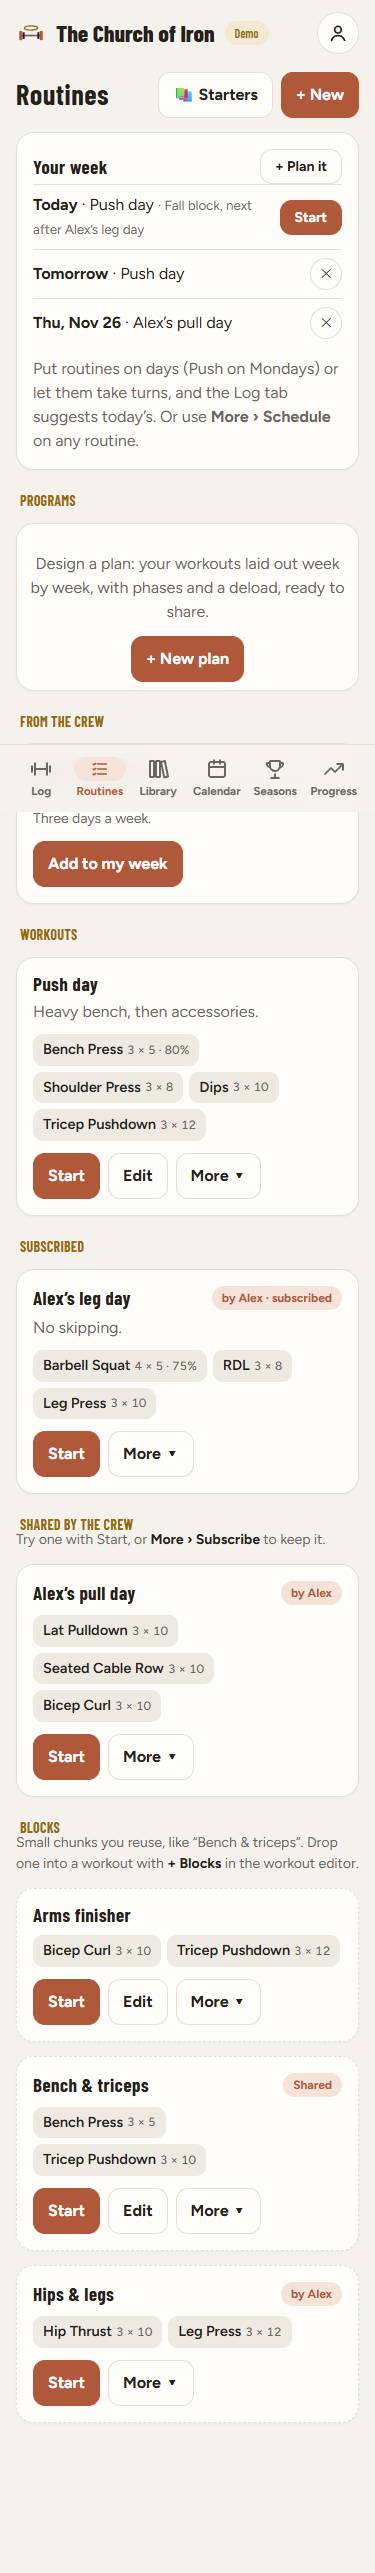 The Church of Iron Demo
Routines Starters + New
Your week + Plan it
Today · Push day · Fall block, next
after Alex’s leg day Start
Tomorrow · Push day
Thu, Nov 26 · Alex’s pull day
Put routines on days (Push on Mondays) or
let them take turns, and the Log tab
suggests today’s. Or use More › Schedule
on any routine.
PROGRAMS
Design a plan: your workouts laid out week
by week, with phases and a deload, ready to
share.
+ New plan
FROM THE CREW
Log Routines Library Calendar Seasons Progress
Three days a week.
Add to my week
WORKOUTS
Push day
Heavy bench, then accessories.
Bench Press 3 × 5 · 80%
Shoulder Press 3 × 8 Dips 3 × 10
Tricep Pushdown 3 × 12
Start Edit More ▼
SUBSCRIBED
Alex’s leg day by Alex · subscribed
No skipping.
Barbell Squat 4 × 5 · 75% RDL 3 × 8
Leg Press 3 × 10
Start More ▼
SHARED BY THE CREW
Try one with Start, or More › Subscribe to keep it.
Alex’s pull day by Alex
Lat Pulldown 3 × 10
Seated Cable Row 3 × 10
Bicep Curl 3 × 10
Start More ▼
BLOCKS
Small chunks you reuse, like “Bench & triceps”. Drop
one into a workout with + Blocks in the workout editor.
Arms finisher
Bicep Curl 3 × 10 Tricep Pushdown 3 × 12
Start Edit More ▼
Bench & triceps Shared
Bench Press 3 × 5
Tricep Pushdown 3 × 10
Start Edit More ▼
Hips & legs by Alex
Hip Thrust 3 × 10 Leg Press 3 × 12
Start More ▼